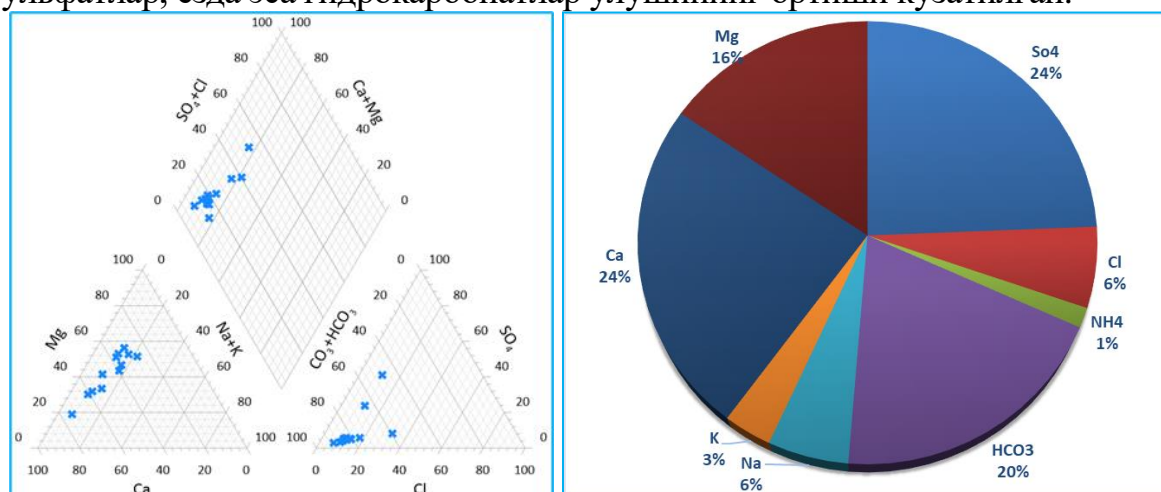 сульфатлар, ёзда эса гидрокарбонатлар улушининг ортиши кузатилган.
100 100
80 80
SO4+Cl Ca+Mg
60 60
40 40
20 20
0 0
100 0 0 100
80 20 20 80
Mg Na+K CO3+HCO3 SO4
60 40 40 60
40 60 60 40
20 80 80 20
0 100 100 0
100 80 60 40 20 0 0 20 40 60 80 100
Ca Cl
Mg
16%
So4
24%
Cl
6%
NH4
1%
HCO3
20%
Na
6%
K
3%
Ca
24%